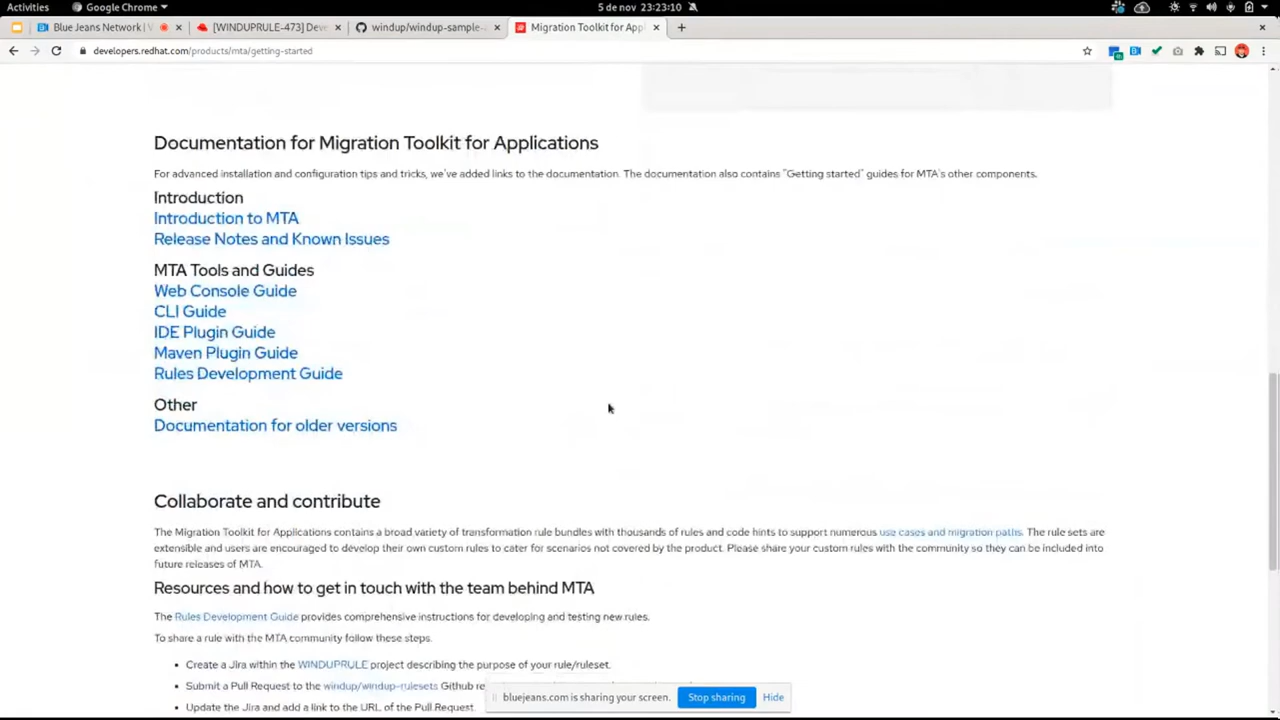 Activities
Google Chrome
5 de nov 23:23:10
Blue Jeans Network | V
[WINDUPRULE-473] Deve
windup/windup-sample-
Migration Toolkit for Appl
developers.redhat.com/products/mta/getting-started
Documentation for Migration Toolkit for Applications
For advanced installation and configuration tips and tricks, we've added links to the documentation. The documentation also contains "Getting started" guides for MTA's other components.
Introduction
Introduction to MTA
Release Notes and Known Issues
MTA Tools and Guides
Web Console Guide
CLI Guide
IDE Plugin Guide
Maven Plugin Guide
Rules Development Guide
Other
Documentation for older versions
Collaborate and contribute
The Migration Toolkit for Applications contains a broad variety of transformation rule bundles with thousands of rules and code hints to support numerous use cases and migration paths. The rule sets are
extensible and users are encouraged to develop their own custom rules to cater for scenarios not covered by the product. Please share your custom rules with the community so they can be included into
future releases of MTA.
Resources and how to get in touch with the team behind MTA
The Rules Development Guide provides comprehensive instructions for developing and testing new rules.
To share a rule with the MTA community follow these steps.
• Create a Jira within the WINDUPRULE project describing the purpose of your rule/ruleset.
• Submit a Pull Request to the windup/windup-rulesets Github re
• Update the Jira and add a link to the URL of the Pull Request.
bluejeans.com is sharing your screen.
Stop sharing
Hide